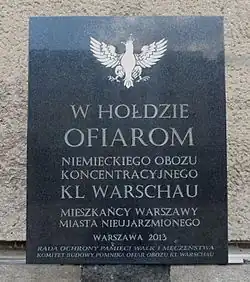 W HOŁDZIE
OFIAROM
NIEMIECKIEGO OBOZU
KONCENTRACYJNEGO
KL WARSCHAU
MIESZKAŃCY WARSZAWY
MIASTA NIEUJARZMIONEGO
WARSZAWA 2013
RADA OCHRONY PAMIĘCI WALK I MĘCZEŃSTWA
KOMITET BUDOWY POMNIKA OFIAR OBOZU KL WARSCHAU